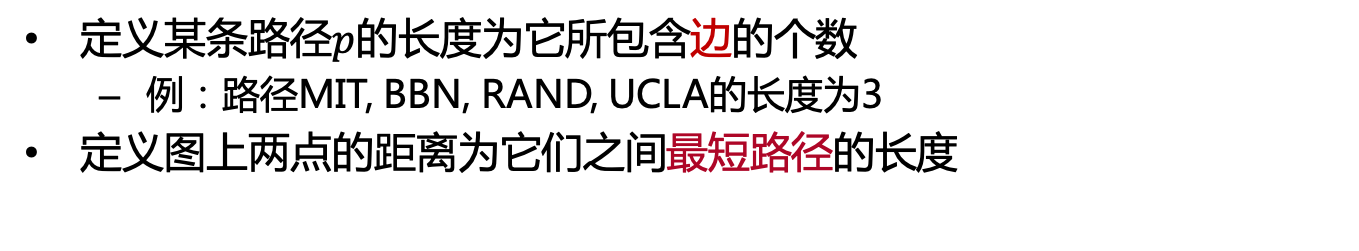 • 定义某条路径p的长度为它所包含边的个数
– 例：路径MIT, BBN, RAND, UCLA的长度为3
• 定义图上两点的距离为它们之间最短路径的长度